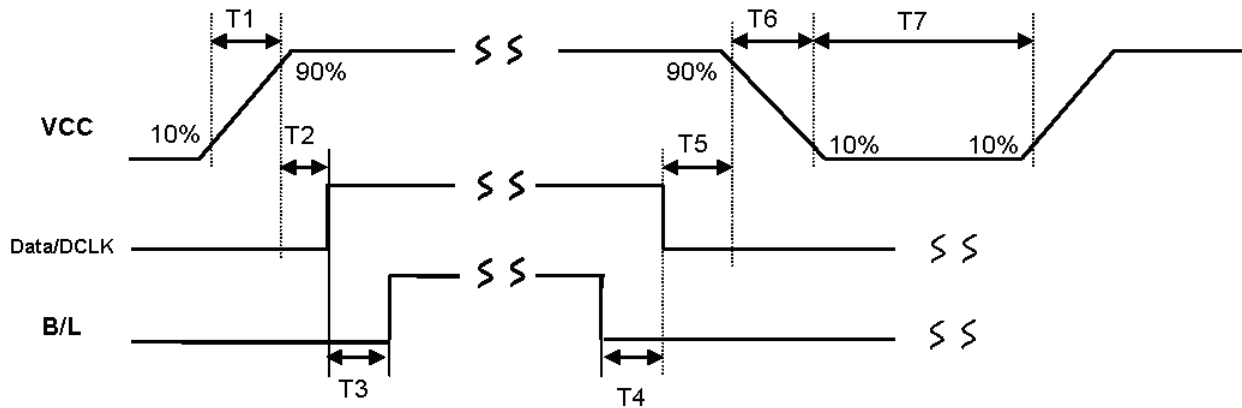 T1
T6
T7
90%
90%
VCC
10%
T2
T5
10%
10%
Data/DCLK
B/L
T3
T4